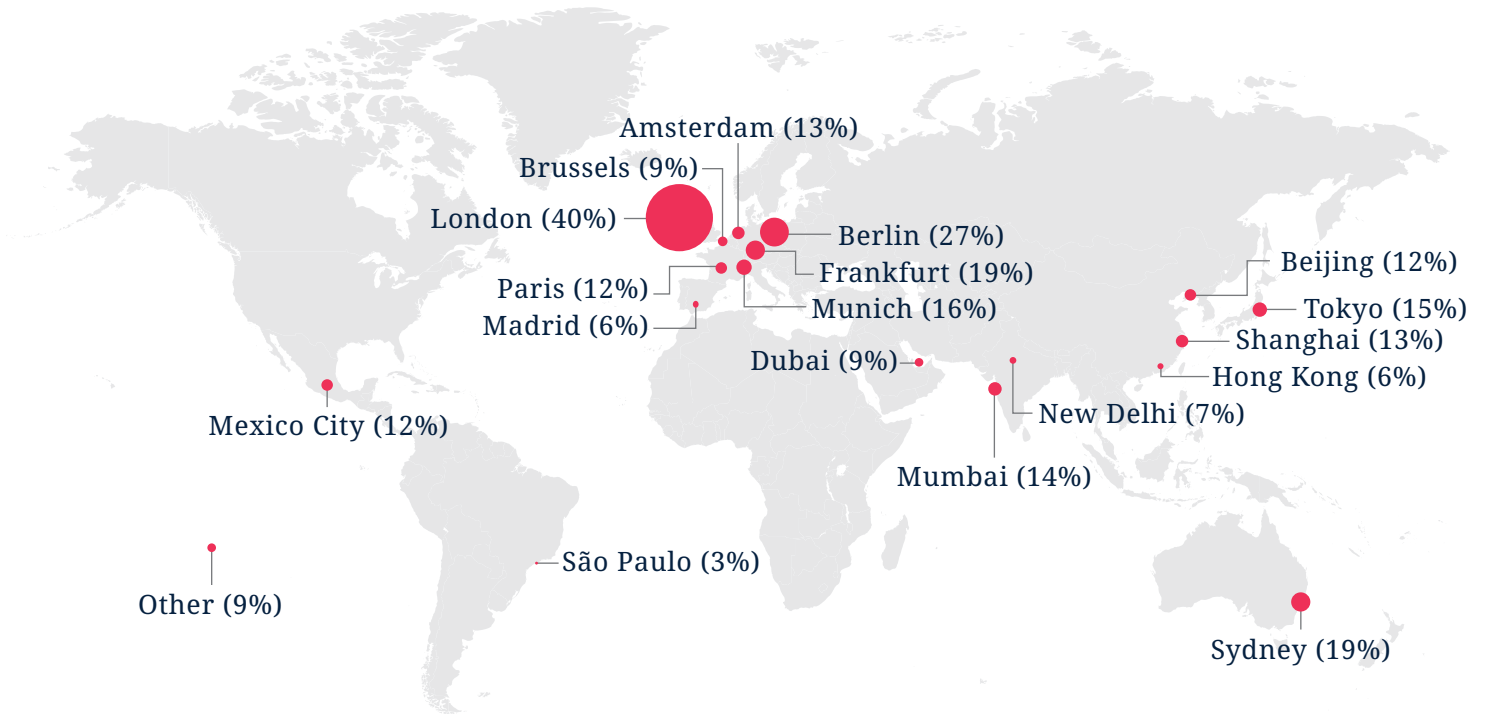 Amsterdam (13%)
Brussels (9%)
London (40%)
Berlin (27%)
Frankfurt (19%)
Paris (12%)
Munich (16%)
Madrid (6%)
Beijing (12%)
Tokyo (15%)
Shanghai (13%)
Dubai (9%)
Hong Kong (6%)
New Delhi (7%)
Mexico City (12%)
Mumbai (14%)
São Paulo (3%)
Other (9%)
Sydney (19%)